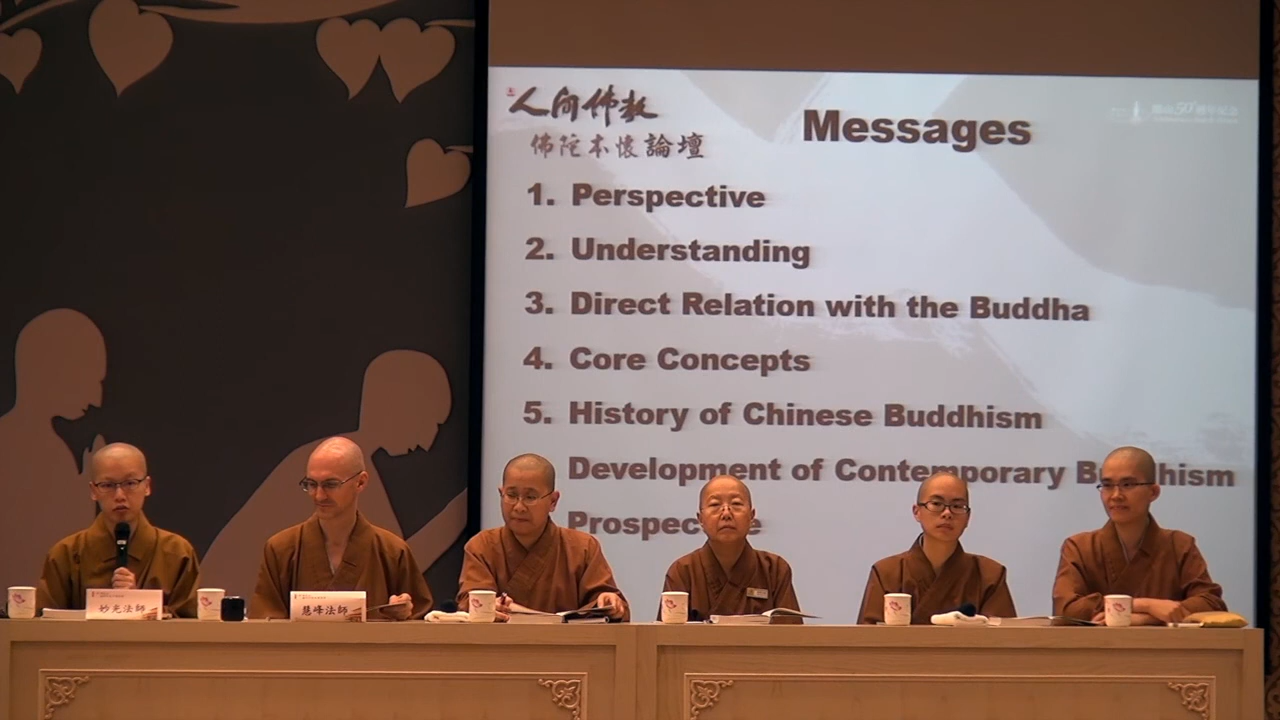 人间佛教
佛陀本懷論壇
Messages
1. Perspective
2. Understanding
3. Direct Relation with the Buddha
4. Core Concepts
5. History of Chinese Buddhism
Development of Contemporary Buddhism
妙光法師
慧峰法師